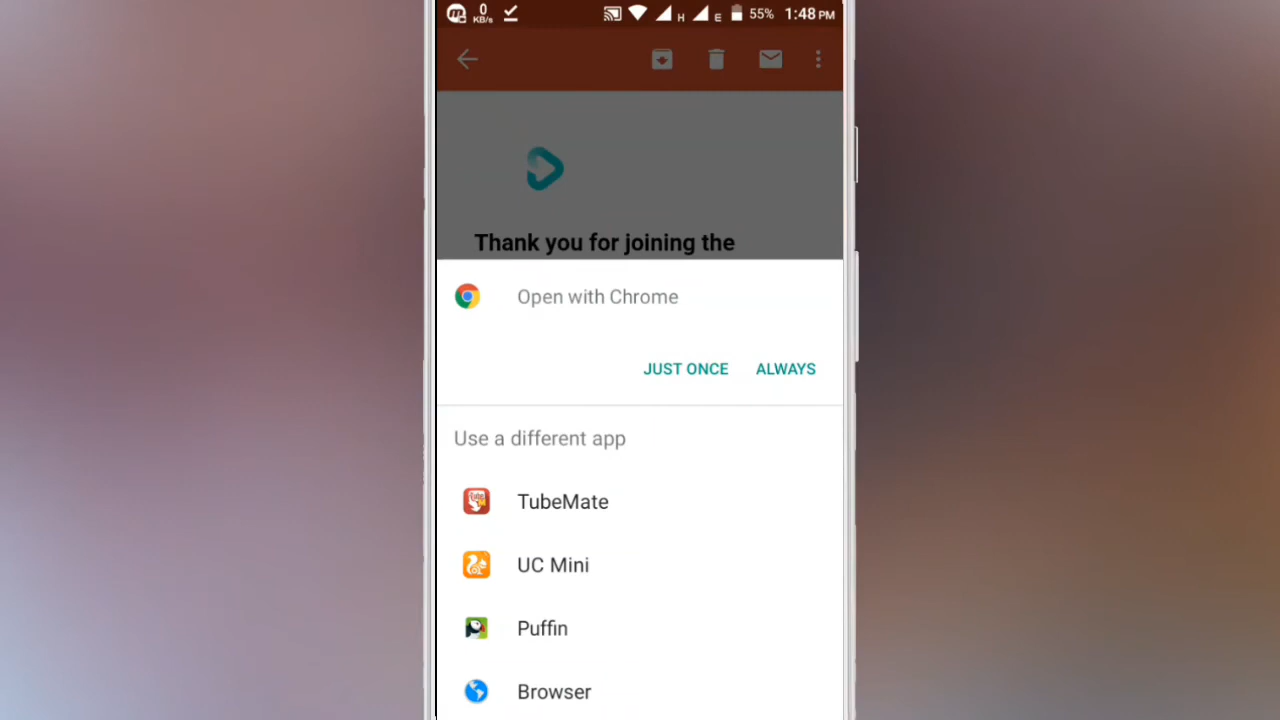 0
KB/s
H
E
55%
1:48 PM
Thank you for joining the
Open with Chrome
JUST ONCE
ALWAYS
Use a different app
TubeMate
UC Mini
Puffin
Browser